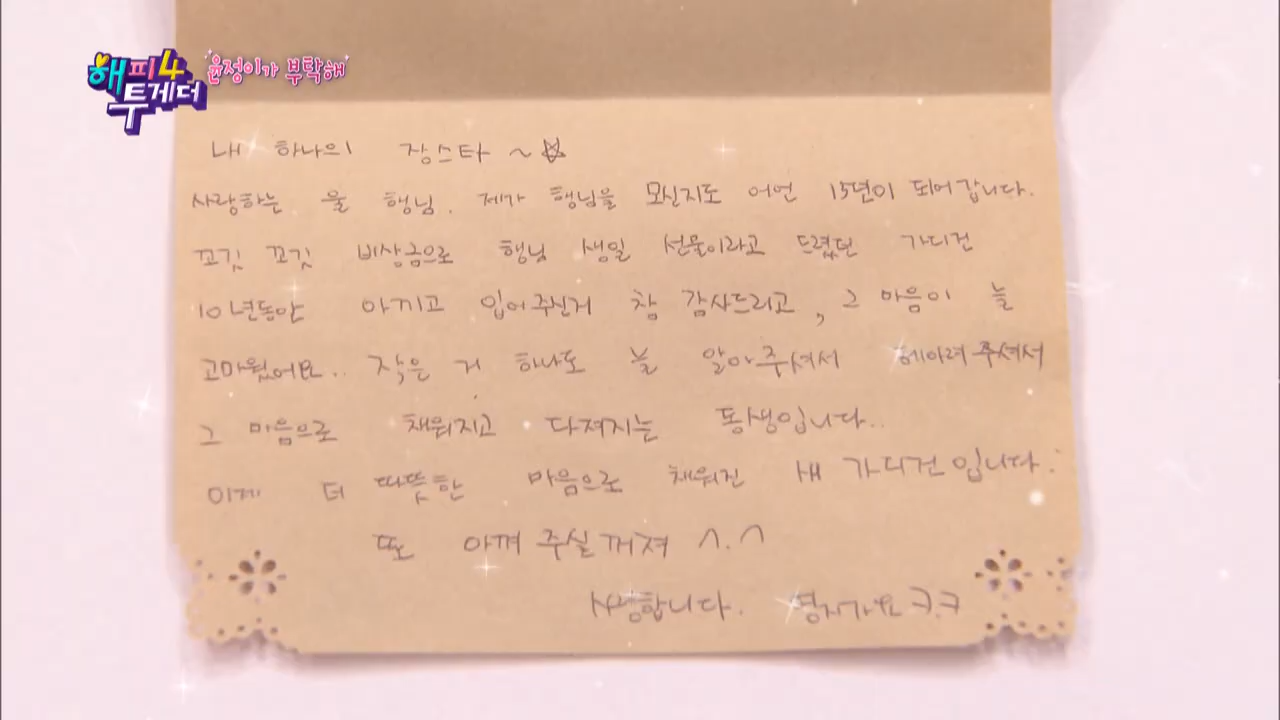 해피4
투게더
윤정이가 부탁해
내 하나의 장스타 ~☆
사랑하는 울 행님. 제가 행님을 모신지도 어언 15년이 되어갑니다.
꼬깃 꼬깃 비상금으로 행님 생일 선물이라고 드렸던 가디건
10년동안 아끼고 입어주신거 참 감사드리고, 그 마음이 늘
고마웠어요.. 작은 거 하나도 늘 알아주셔서 헤아려주셔서
그 마음으로 채워지고 다져지는 동생입니다..
이제 더 따뜻한 마음으로 채워진 새 가디건입니다.
또 아껴 주실꺼져 ^.^
사랑합니다. 영지가요 ㅋ.ㅋ